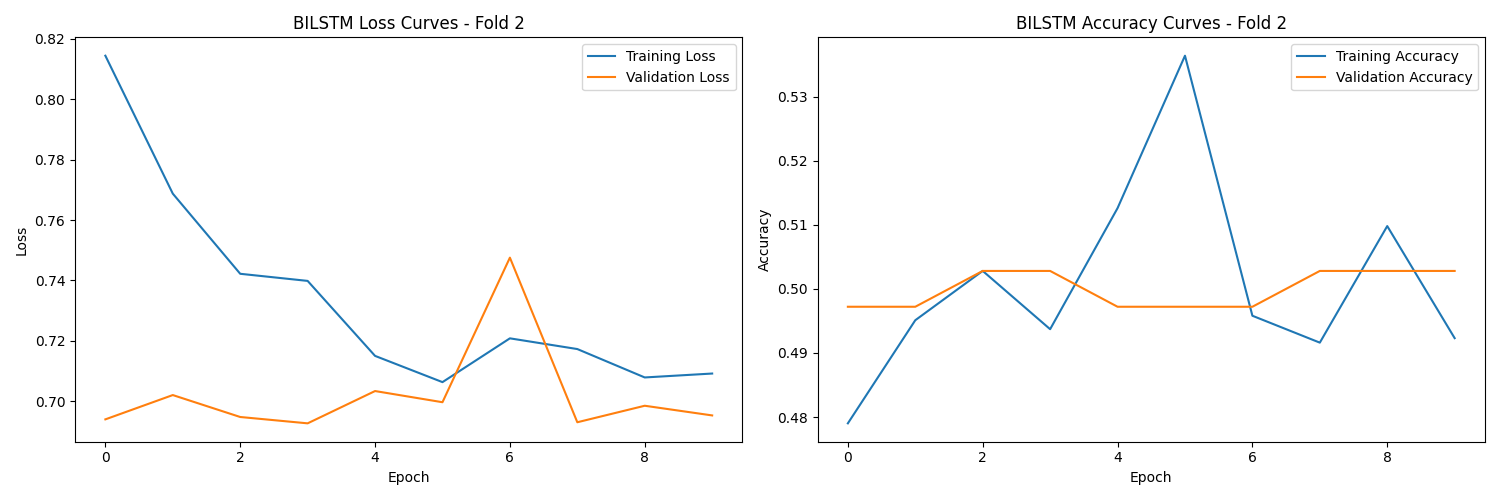 BILSTM Loss Curves - Fold 2
Training Loss
Validation Loss
0.82
0.80
0.78
0.76
0.74
0.72
0.70
Loss
0 2 4 6 8
Epoch
BILSTM Accuracy Curves - Fold 2
Training Accuracy
Validation Accuracy
0.53
0.52
0.51
0.50
0.49
0.48
Accuracy
0 2 4 6 8
Epoch